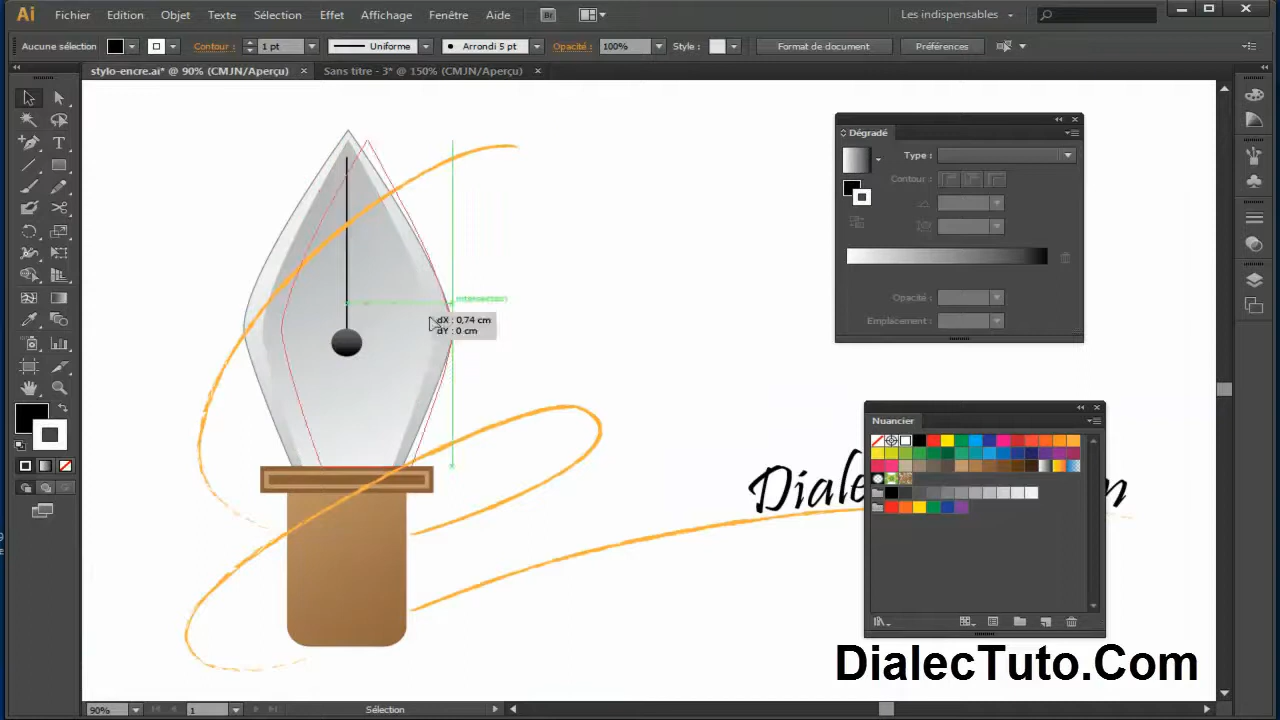 Ai Fichier Edition Objet Texte Sélection Effet Affichage Fenêtre Aide Br Les indispensables
Aucune sélection Contour : 1 pt Uniforme Arrondi 5 pt Opacité : 100% Style : Format de document Préférences
stylo-encre.ai* @ 90% (CMJN/Aperçu) × Sans titre - 3* @ 150% (CMJN/Aperçu) ×
Dégradé
Type :
Contour :
Opacité :
Emplacement :
intersection
dX : 0,74 cm
dY : 0 cm
Nuancier
DialecTuto.Com
90% 1 Sélection